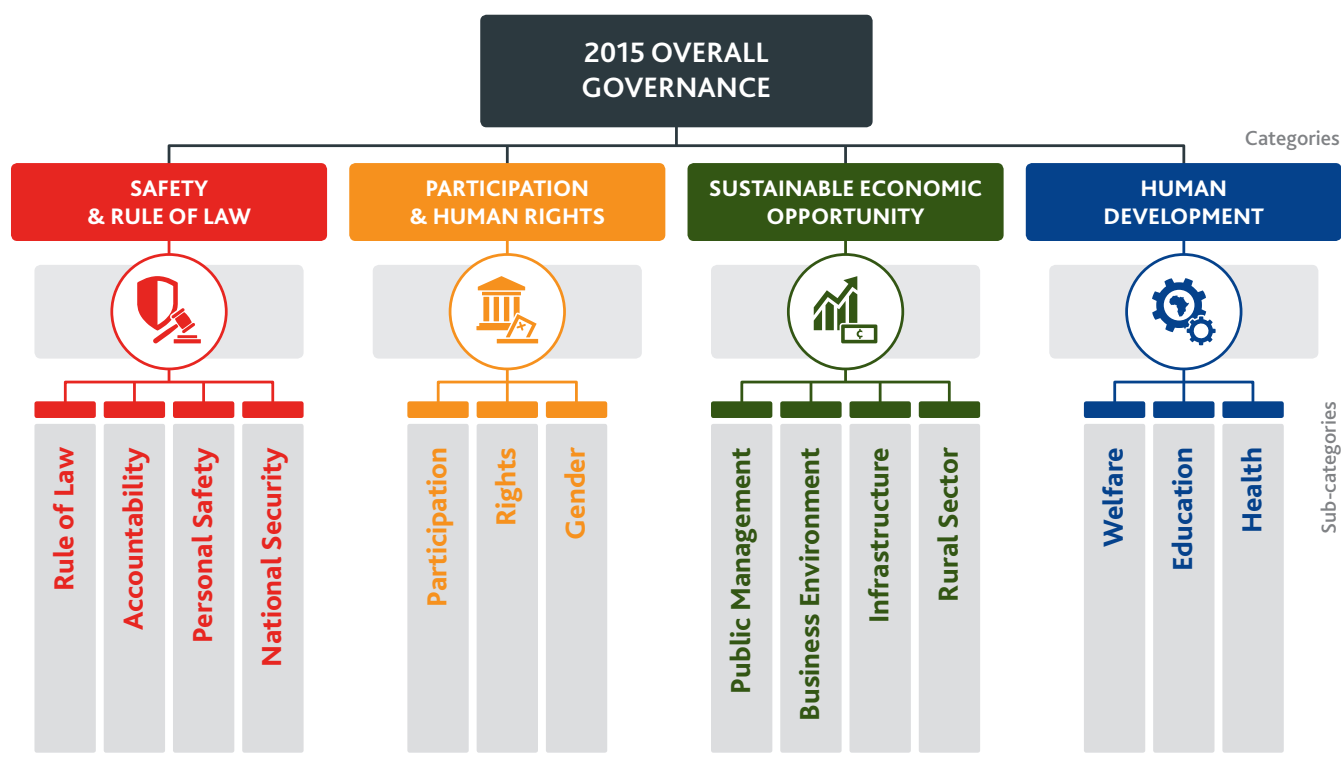 2015 OVERALL
GOVERNANCE
Categories
SAFETY
& RULE OF LAW
PARTICIPATION
& HUMAN RIGHTS
SUSTAINABLE ECONOMIC
OPPORTUNITY
HUMAN
DEVELOPMENT
¢
Rule of Law
Accountability
Personal Safety
National Security
Participation
Rights
Gender
Public Management
Business Environment
Infrastructure
Rural Sector
Welfare
Education
Health
Sub-categories